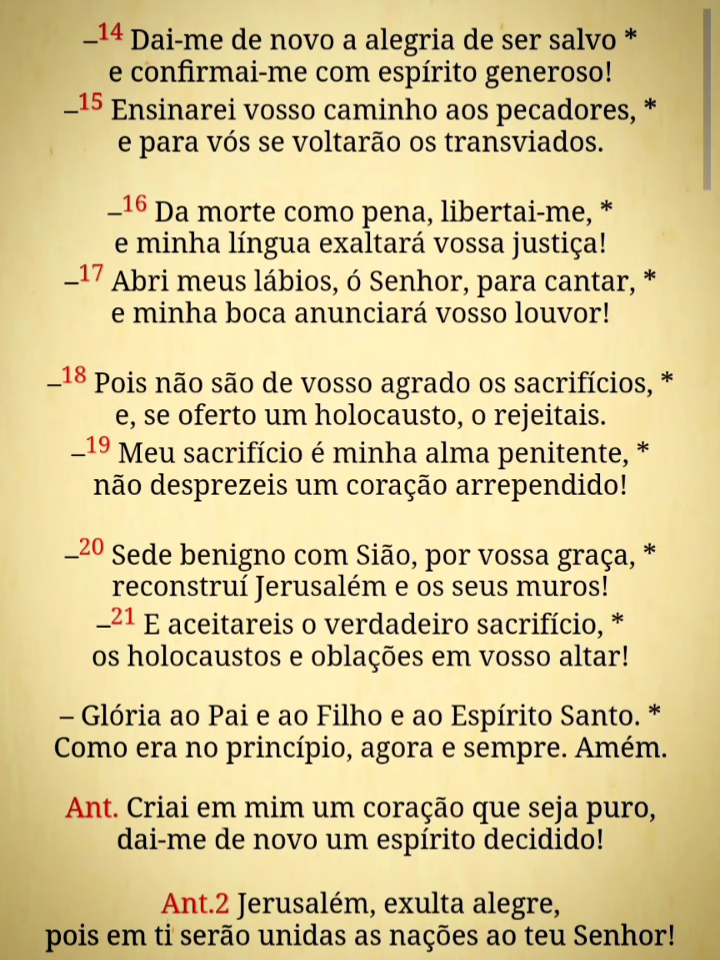 –14 Dai-me de novo a alegria de ser salvo *
e confirmai-me com espírito generoso!
–15 Ensinarei vosso caminho aos pecadores, *
e para vós se voltarão os transviados.
–16 Da morte como pena, libertai-me, *
e minha língua exaltará vossa justiça!
–17 Abri meus lábios, ó Senhor, para cantar, *
e minha boca anunciará vosso louvor!
–18 Pois não são de vosso agrado os sacrifícios, *
e, se oferto um holocausto, o rejeitais.
–19 Meu sacrifício é minha alma penitente, *
não desprezeis um coração arrependido!
–20 Sede benigno com Sião, por vossa graça, *
reconstruí Jerusalém e os seus muros!
–21 E aceitareis o verdadeiro sacrifício, *
os holocaustos e oblações em vosso altar!
– Glória ao Pai e ao Filho e ao Espírito Santo. *
Como era no princípio, agora e sempre. Amém.
Ant. Criai em mim um coração que seja puro,
dai-me de novo um espírito decidido!
Ant.2 Jerusalém, exulta alegre,
pois em ti serão unidas as nações ao teu Senhor!